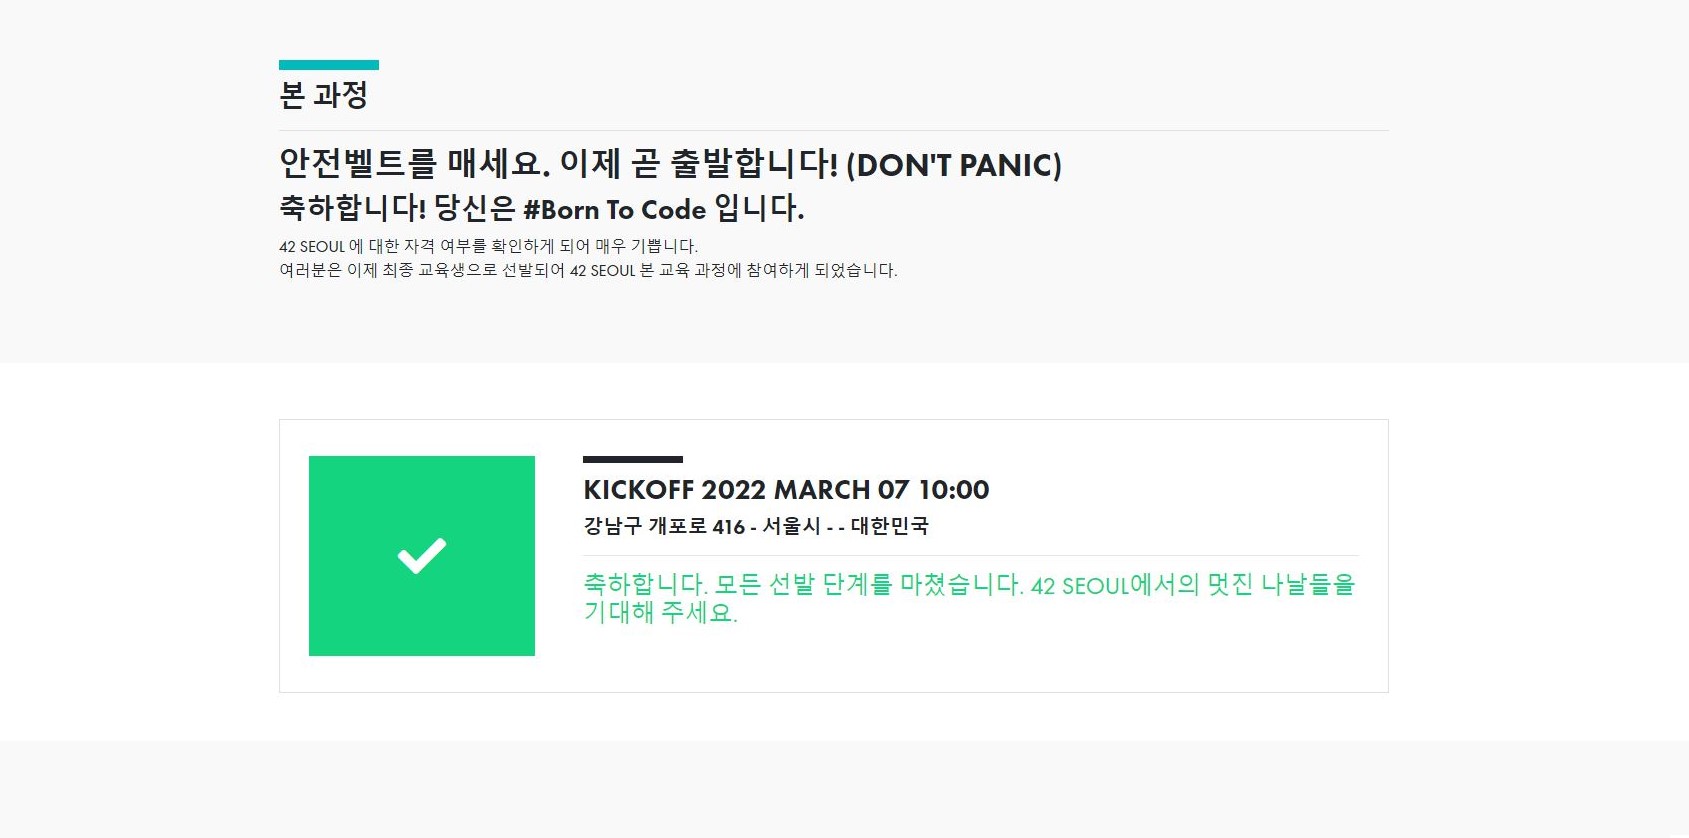 본 과정
안전벨트를 매세요. 이제 곧 출발합니다! (DON'T PANIC)
축하합니다! 당신은 #Born To Code 입니다.
42 SEOUL 에 대한 자격 여부를 확인하게 되어 매우 기쁩니다.
여러분은 이제 최종 교육생으로 선발되어 42 SEOUL 본 교육 과정에 참여하게 되었습니다.
KICKOFF 2022 MARCH 07 10:00
강남구 개포로 416 - 서울시 - - 대한민국
축하합니다. 모든 선발 단계를 마쳤습니다. 42 SEOUL에서의 멋진 나날들을
기대해 주세요.